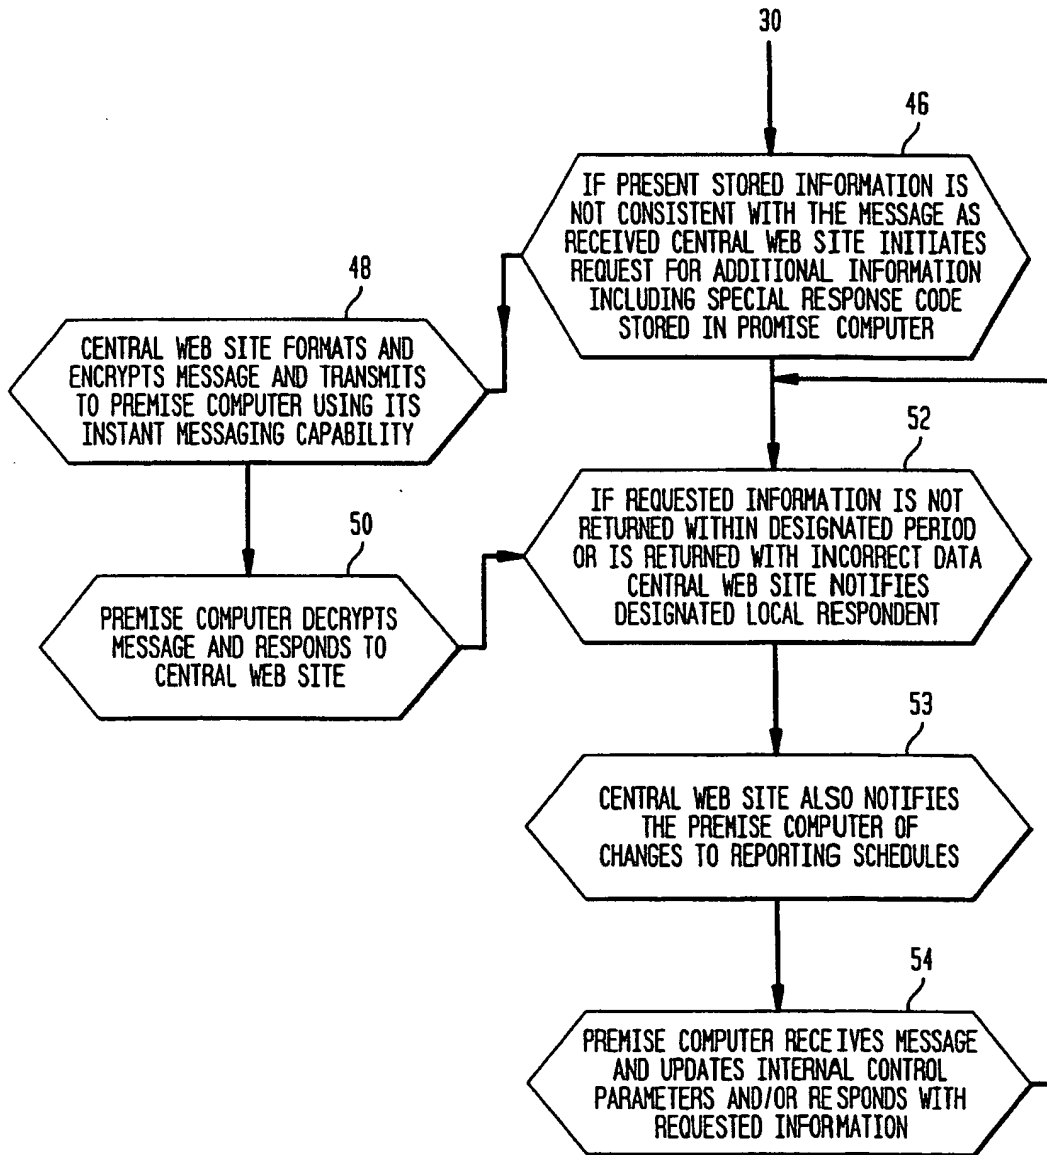 30
46
IF PRESENT STORED INFORMATION IS
NOT CONSISTENT WITH THE MESSAGE AS
RECEIVED CENTRAL WEB SITE INITIATES
REQUEST FOR ADDITIONAL INFORMATION
INCLUDING SPECIAL RESPONSE CODE
STORED IN PROMISE COMPUTER
48
CENTRAL WEB SITE FORMATS AND
ENCRYPTS MESSAGE AND TRANSMITS
TO PREMISE COMPUTER USING ITS
INSTANT MESSAGING CAPABILITY
50
PREMISE COMPUTER DECRYPTS
MESSAGE AND RESPONDS TO
CENTRAL WEB SITE
52
IF REQUESTED INFORMATION IS NOT
RETURNED WITHIN DESIGNATED PERIOD
OR IS RETURNED WITH INCORRECT DATA
CENTRAL WEB SITE NOTIFIES
DESIGNATED LOCAL RESPONDENT
53
CENTRAL WEB SITE ALSO NOTIFIES
THE PREMISE COMPUTER OF
CHANGES TO REPORTING SCHEDULES
54
PREMISE COMPUTER RECEIVES MESSAGE
AND UPDATES INTERNAL CONTROL
PARAMETERS AND/OR RESPONDS WITH
REQUESTED INFORMATION